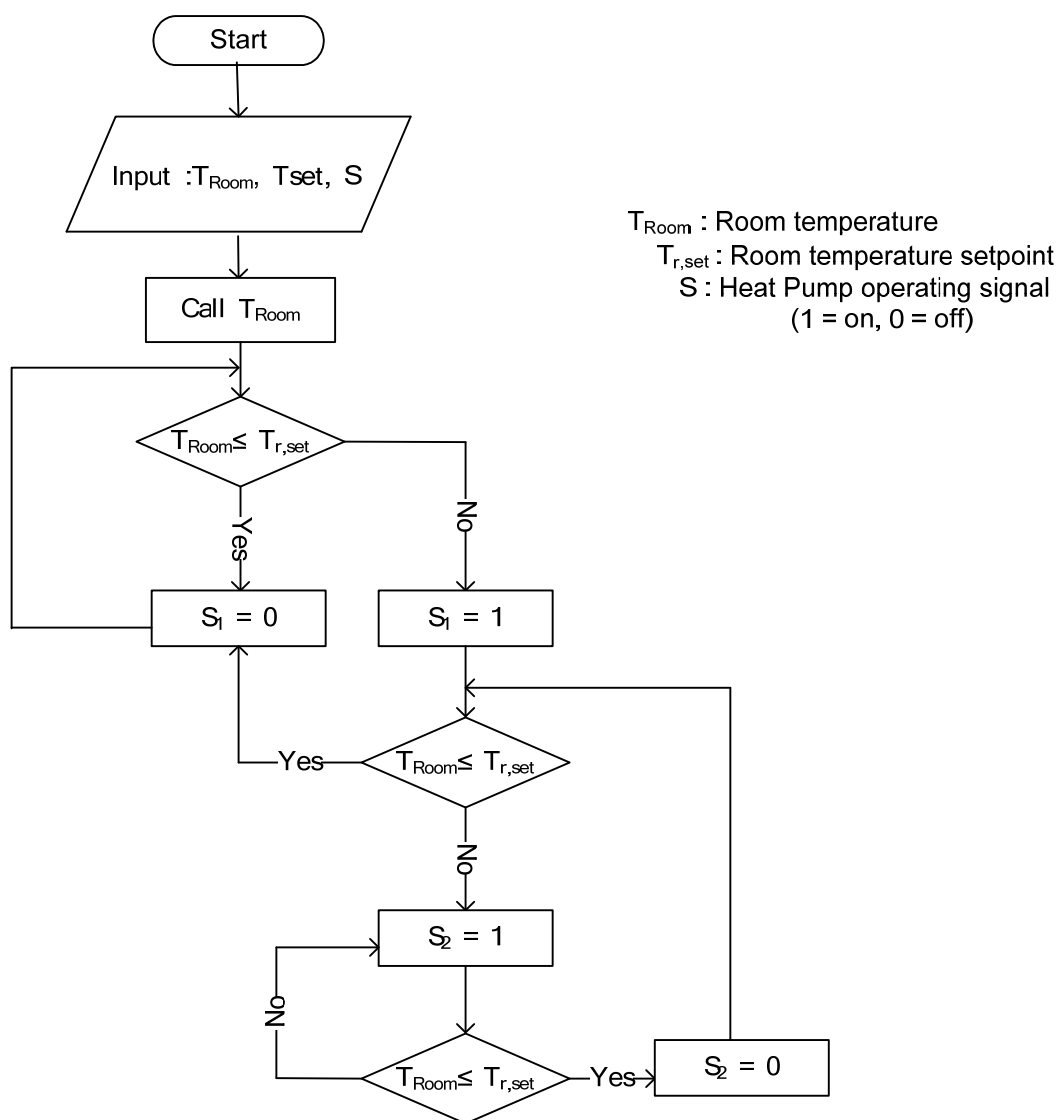 Start
Input :TRoom, Tset, S
TRoom : Room temperature
Tr,set : Room temperature setpoint
S : Heat Pump operating signal
(1 = on, 0 = off)
Call TRoom
TRoom≤ Tr,set
No
Yes
S1 = 0
S1 = 1
Yes
TRoom≤ Tr,set
No
S2 = 1
No
TRoom≤ Tr,set
Yes
S2 = 0